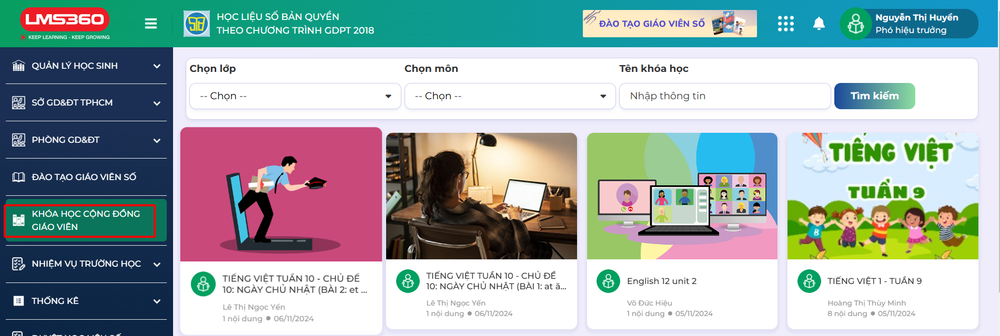 LMS360
KEEP LEARNING - KEEP GROWING
HỌC LIỆU SỐ BẢN QUYỀN
THEO CHƯƠNG TRÌNH GDPT 2018
ĐÀO TẠO GIÁO VIÊN SỐ
Nguyễn Thị Huyền
Phó hiệu trưởng
QUẢN LÝ HỌC SINH
SỞ GD&ĐT TPHCM
PHÒNG GD&ĐT
ĐÀO TẠO GIÁO VIÊN SỐ
KHÓA HỌC CỘNG ĐỒNG
GIÁO VIÊN
NHIỆM VỤ TRƯỜNG HỌC
THỐNG KÊ
Chọn lớp
Chọn môn
Tên khóa học
-- Chọn --
-- Chọn --
Nhập thông tin
Tìm kiếm
TIẾNG VIỆT TUẦN 10 - CHỦ ĐỀ
10: NGÀY CHỦ NHẬT (BÀI 2: et ...
Lê Thị Ngọc Yến
1 nội dung ● 06/11/2024
TIẾNG VIỆT TUẦN 10 - CHỦ ĐỀ
10: NGÀY CHỦ NHẬT (BÀI 1: at ă...
Lê Thị Ngọc Yến
1 nội dung ● 06/11/2024
English 12 unit 2
Võ Đức Hiệu
1 nội dung ● 05/11/2024
TIẾNG VIỆT
TUẦN 9
B
TIẾNG VIỆT 1 - TUẦN 9
Hoàng Thị Thùy Minh
8 nội dung ● 05/11/2024